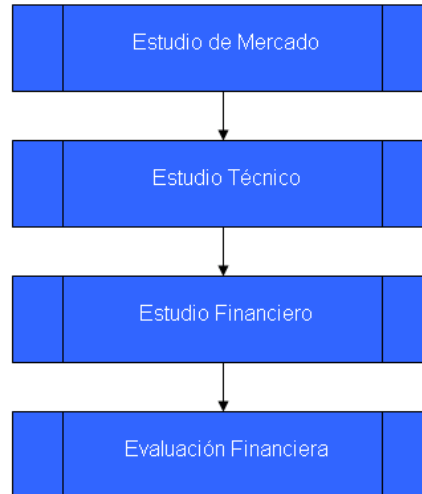 Estudio de Mercado
Estudio Técnico
Estudio Financiero
Evaluación Financiera